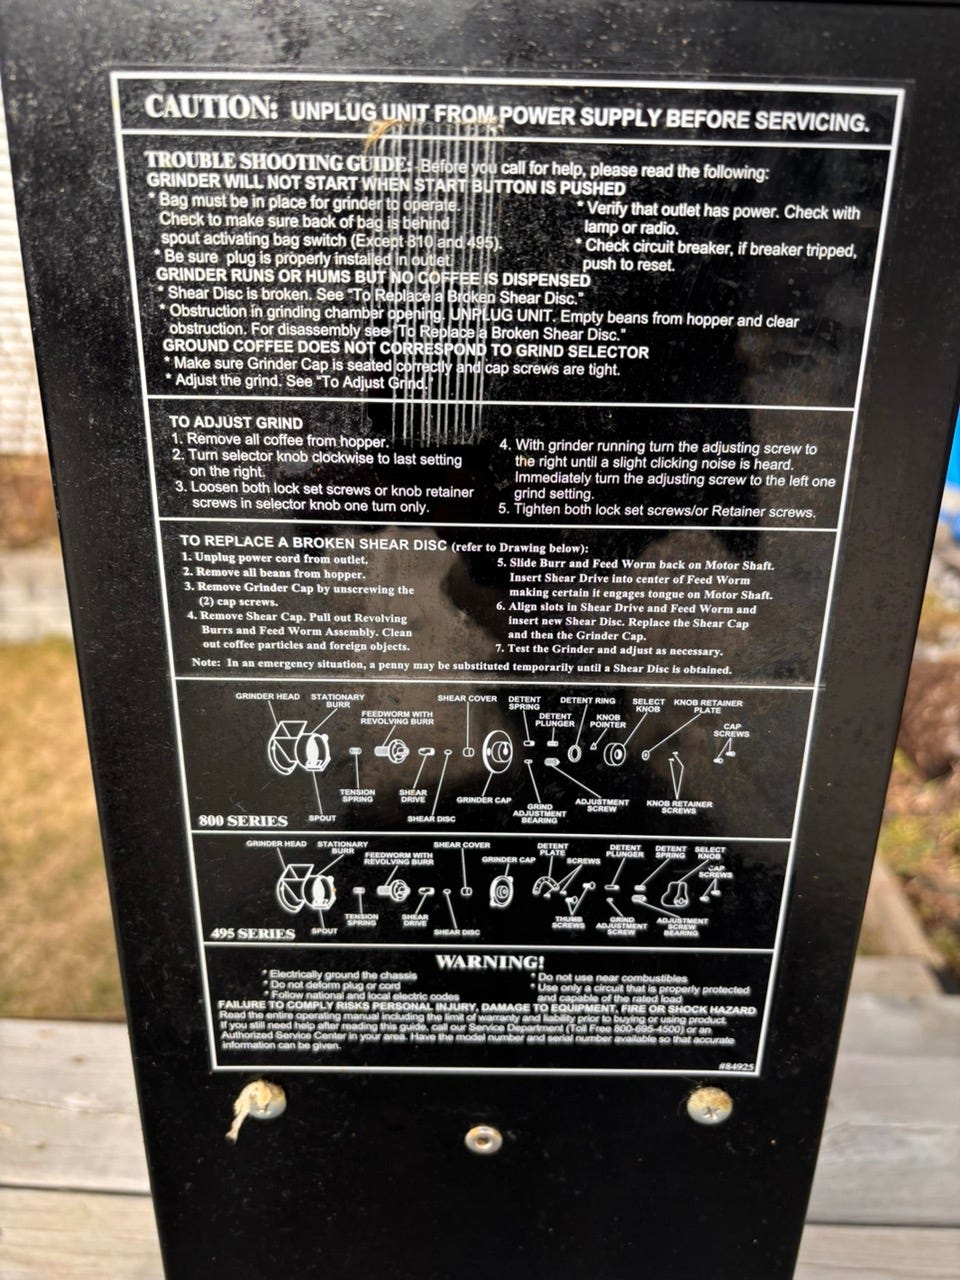 CAUTION: UNPLUG UNIT FROM POWER SUPPLY BEFORE SERVICING.
TROUBLE SHOOTING GUIDE: Before you call for help, please read the following:
GRINDER WILL NOT START WHEN START BUTTON IS PUSHED
* Bag must be in place for grinder to operate.
Check to make sure back of bag is behind
spout activating bag switch (Except 810 and 495).
* Be sure plug is properly installed in outlet.
* Verify that outlet has power. Check with
lamp or radio.
* Check circuit breaker, if breaker tripped,
push to reset.
GRINDER RUNS OR HUMS BUT NO COFFEE IS DISPENSED
* Shear Disc is broken. See "To Replace a Broken Shear Disc."
* Obstruction in grinding chamber opening. UNPLUG UNIT. Empty beans from hopper and clear
obstruction. For disassembly see "To Replace a Broken Shear Disc."
GROUND COFFEE DOES NOT CORRESPOND TO GRIND SELECTOR
* Make sure Grinder Cap is seated correctly and cap screws are tight.
* Adjust the grind. See "To Adjust Grind."
TO ADJUST GRIND
1. Remove all coffee from hopper.
2. Turn selector knob clockwise to last setting
on the right.
3. Loosen both lock set screws or knob retainer
screws in selector knob one turn only.
4. With grinder running turn the adjusting screw to
the right until a slight clicking noise is heard.
Immediately turn the adjusting screw to the left one
grind setting.
5. Tighten both lock set screws/or Retainer screws.
TO REPLACE A BROKEN SHEAR DISC (refer to Drawing below):
1. Unplug power cord from outlet.
2. Remove all beans from hopper.
3. Remove Grinder Cap by unscrewing the
(2) cap screws.
4. Remove Shear Cap. Pull out Revolving
Burrs and Feed Worm Assembly. Clean
out coffee particles and foreign objects.
5. Slide Burr and Feed Worm back on Motor Shaft.
Insert Shear Drive into center of Feed Worm
making certain it engages tongue on Motor Shaft.
6. Align slots in Shear Drive and Feed Worm and
insert new Shear Disc. Replace the Shear Cap
and then the Grinder Cap.
7. Test the Grinder and adjust as necessary.
Note: In an emergency situation, a penny may be substituted temporarily until a Shear Disc is obtained.
GRINDER HEAD
STATIONARY
BURR
FEEDWORM WITH
REVOLVING BURR
SHEAR COVER
DETENT
SPRING
DETENT
PLUNGER
DETENT RING
KNOB
POINTER
SELECT
KNOB
KNOB RETAINER
PLATE
CAP
SCREWS
TENSION
SPRING
SHEAR
DRIVE
GRINDER CAP
GRIND
ADJUSTMENT
BEARING
ADJUSTMENT
SCREW
KNOB RETAINER
SCREWS
800 SERIES
SPOUT
SHEAR DISC
GRINDER HEAD
STATIONARY
BURR
FEEDWORM WITH
REVOLVING BURR
SHEAR COVER
GRINDER CAP
DETENT
PLATE
SCREWS
DETENT
PLUNGER
DETENT
SPRING
SELECT
KNOB
CAP
SCREWS
TENSION
SPRING
SHEAR
DRIVE
THUMB
SCREWS
GRIND
ADJUSTMENT
SCREW
ADJUSTMENT
SCREW
BEARING
495 SERIES
SPOUT
SHEAR DISC
WARNING!
* Electrically ground the chassis
* Do not deform plug or cord
* Follow national and local electric codes
* Do not use near combustibles
* Use only a circuit that is properly protected
and capable of the rated load
FAILURE TO COMPLY RISKS PERSONAL INJURY, DAMAGE TO EQUIPMENT, FIRE OR SHOCK HAZARD
Read the entire operating manual including the limit of warranty and liability prior to buying or using product.
If you still need help after reading this guide, call our Service Department (Toll Free 800-695-4500) or an
Authorized Service Center in your area. Have the model number and serial number available so that accurate
information can be given.
#84925